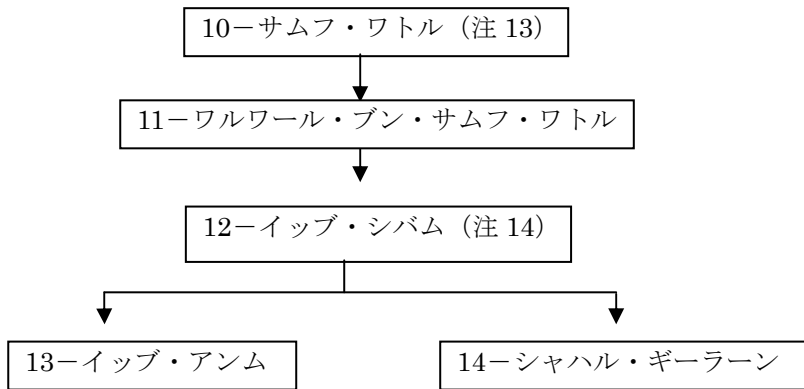 10－サムフ・ワトル（注 13）
11－ワルワール・ブン・サムフ・ワトル
12－イッブ・シバム（注 14）
13－イッブ・アンム
14－シャハル・ギーラーン